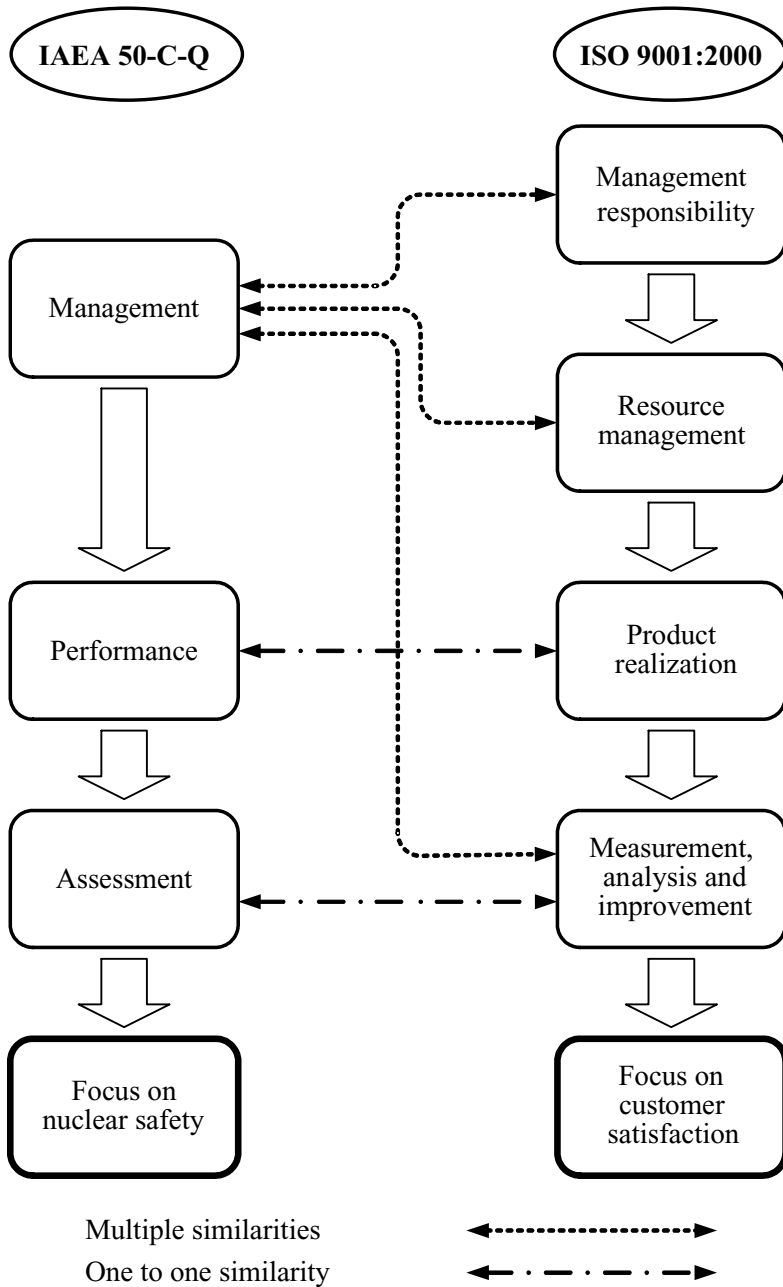 IAEA 50-C-Q
ISO 9001:2000
Management
responsibility
Management
Resource
management
Performance
Product
realization
Assessment
Measurement,
analysis and
improvement
Focus on
nuclear safety
Focus on
customer
satisfaction
Multiple similarities
One to one similarity